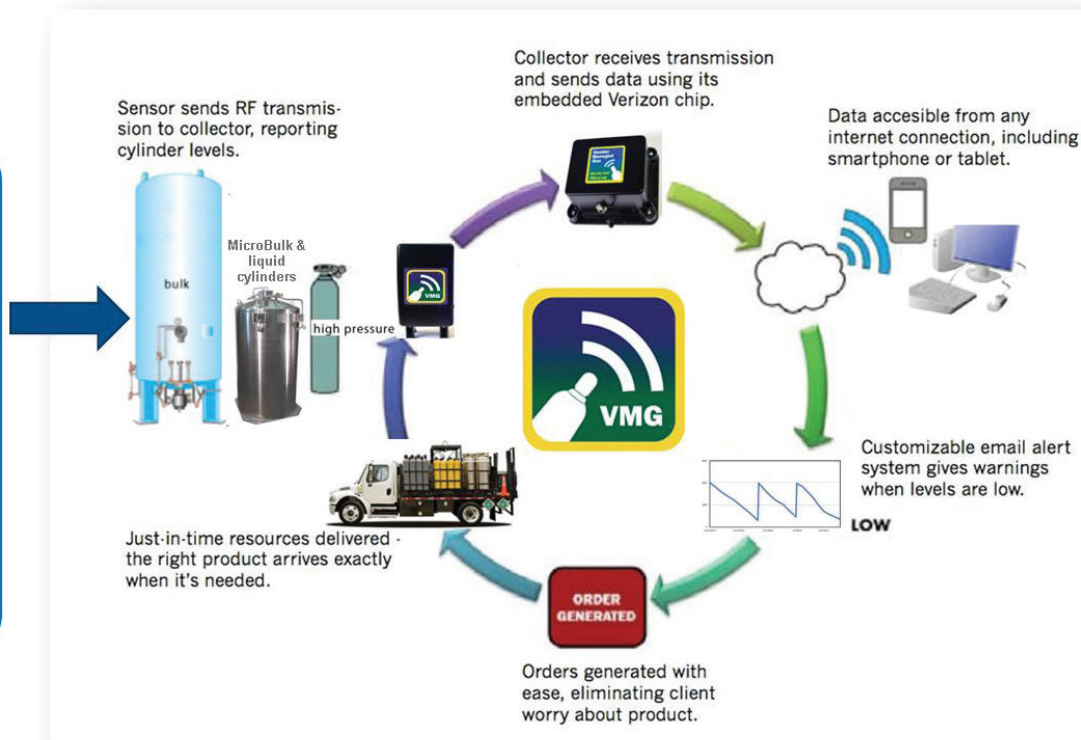 Collector receives transmission
and sends data using its
embedded Verizon chip.
Sensor sends RF transmis-
sion to collector, reporting
cylinder levels.
Data accesible from any
internet connection, including
smartphone or tablet.
bulk
MicroBulk &
liquid
cylinders
high pressure
VMG
VMG
Customizable email alert
system gives warnings
when levels are low.
LOW
Just-in-time resources delivered -
the right product arrives exactly
when it's needed.
ORDER
GENERATED
Orders generated with
ease, eliminating client
worry about product.